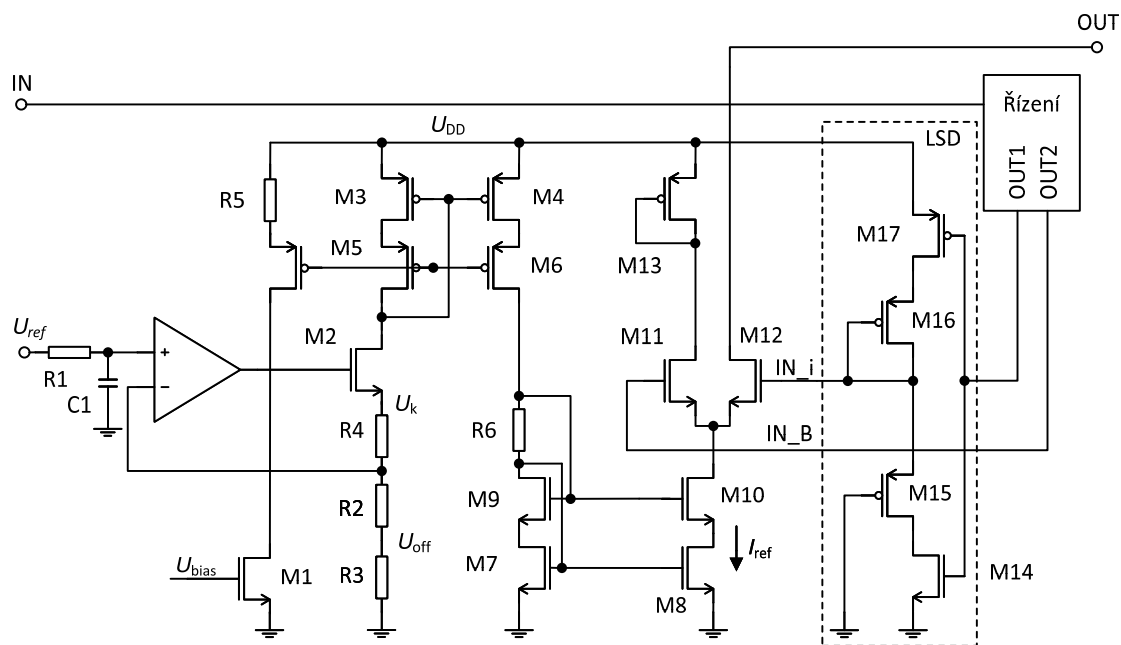 OUT
IN
Řízení
OUT1
OUT2
U_DD
LSD
R5
M3
M4
M5
M6
M13
M17
M16
U_ref
M2
R1
C1
+
−
U_k
M11
M12
IN_i
IN_B
R4
R6
R2
M9
M10
M15
U_off
I_ref
U_bias
M1
R3
M7
M8
M14